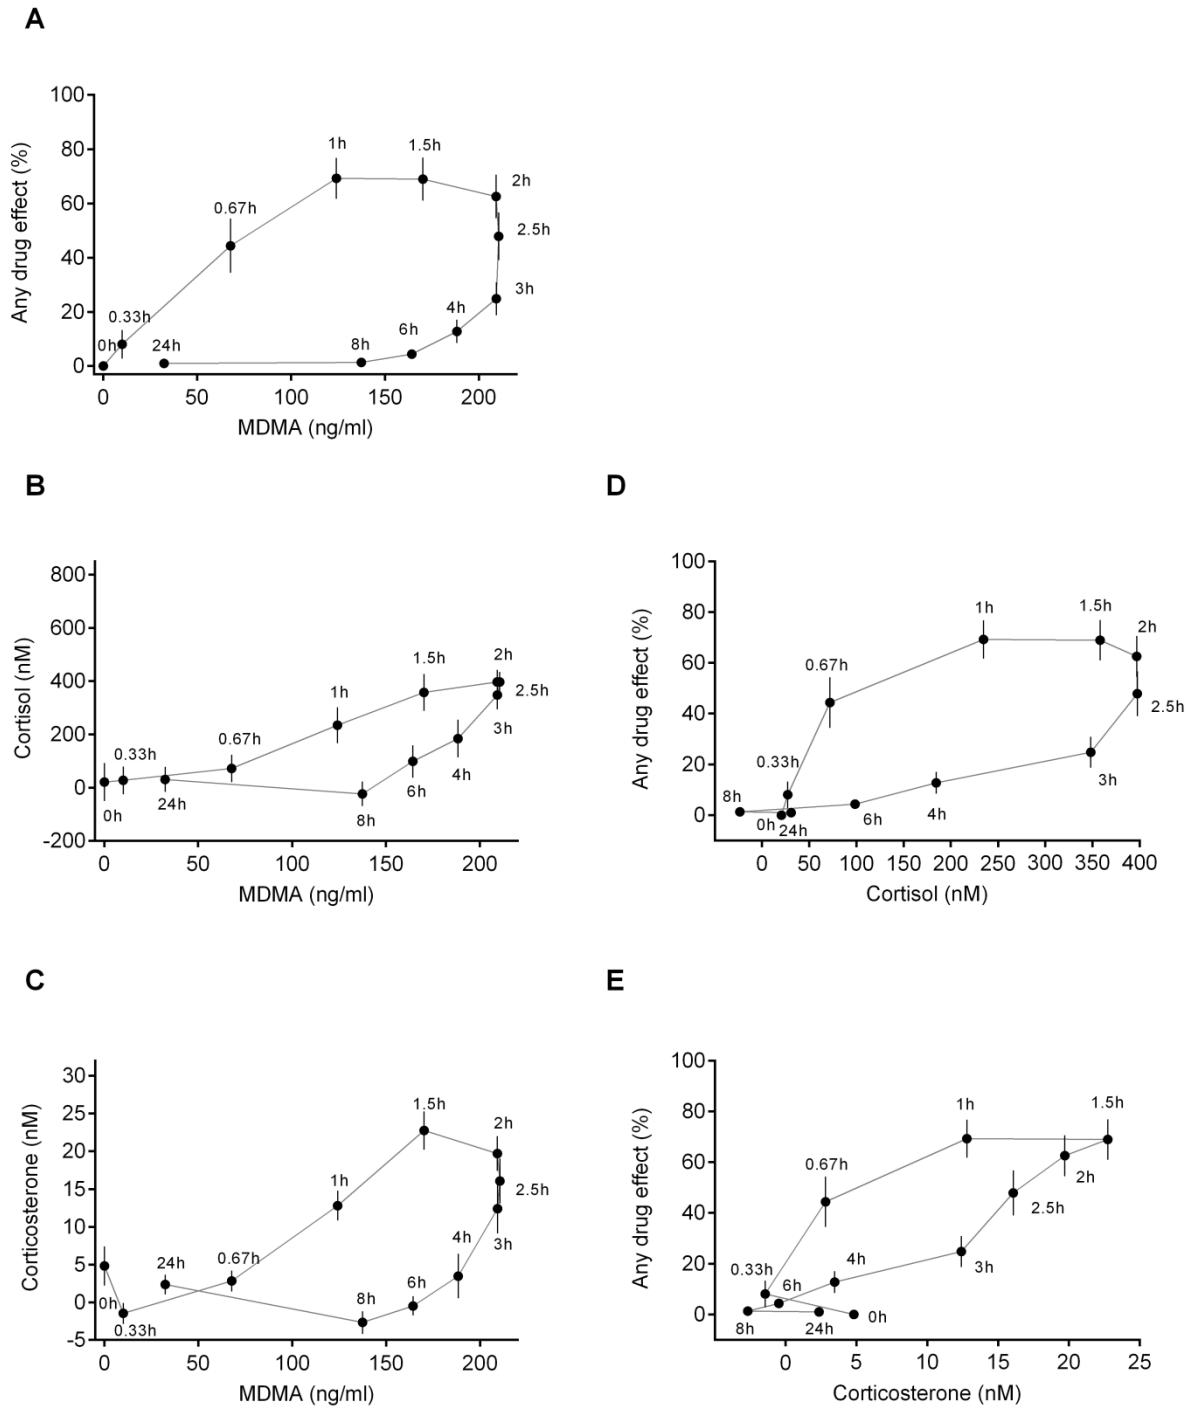 A
100
80
60
40
20
0
Any drug effect (%)
0h
0.33h
0.67h
1h
1.5h
2h
2.5h
3h
4h
6h
8h
24h
0 50 100 150 200
MDMA (ng/ml)
B
800
600
400
200
0
-200
Cortisol (nM)
0h
0.33h
0.67h
1h
1.5h
2h
2.5h
3h
4h
6h
8h
24h
0 50 100 150 200
MDMA (ng/ml)
D
100
80
60
40
20
0
Any drug effect (%)
0h
0.33h
0.67h
1h
1.5h
2h
2.5h
3h
4h
6h
8h
24h
0 50 100 150 200 250 300 350 400
Cortisol (nM)
C
30
25
20
15
10
5
0
-5
Corticosterone (nM)
0h
0.33h
0.67h
1h
1.5h
2h
2.5h
3h
4h
6h
8h
24h
0 50 100 150 200
MDMA (ng/ml)
E
100
80
60
40
20
0
Any drug effect (%)
0h
0.33h
0.67h
1h
1.5h
2h
2.5h
3h
4h
6h
8h
24h
0 5 10 15 20 25
Corticosterone (nM)